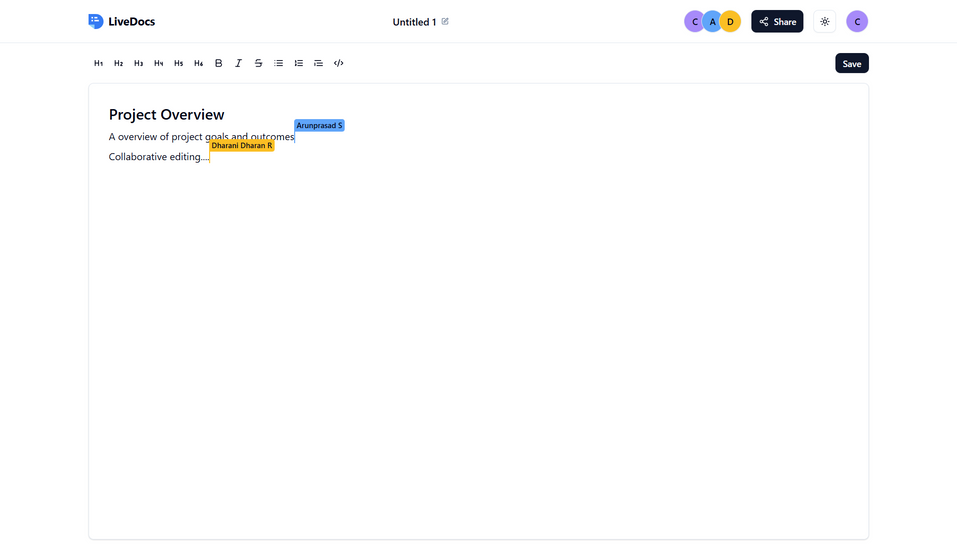 LiveDocs
Untitled 1
C A D
Share
C
H1 H2 H3 H4 H5 H6 B I S </>
Save
Project Overview
Arunprasad S
A overview of project goals and outcomes
Dharani Dharan R
Collaborative editing....